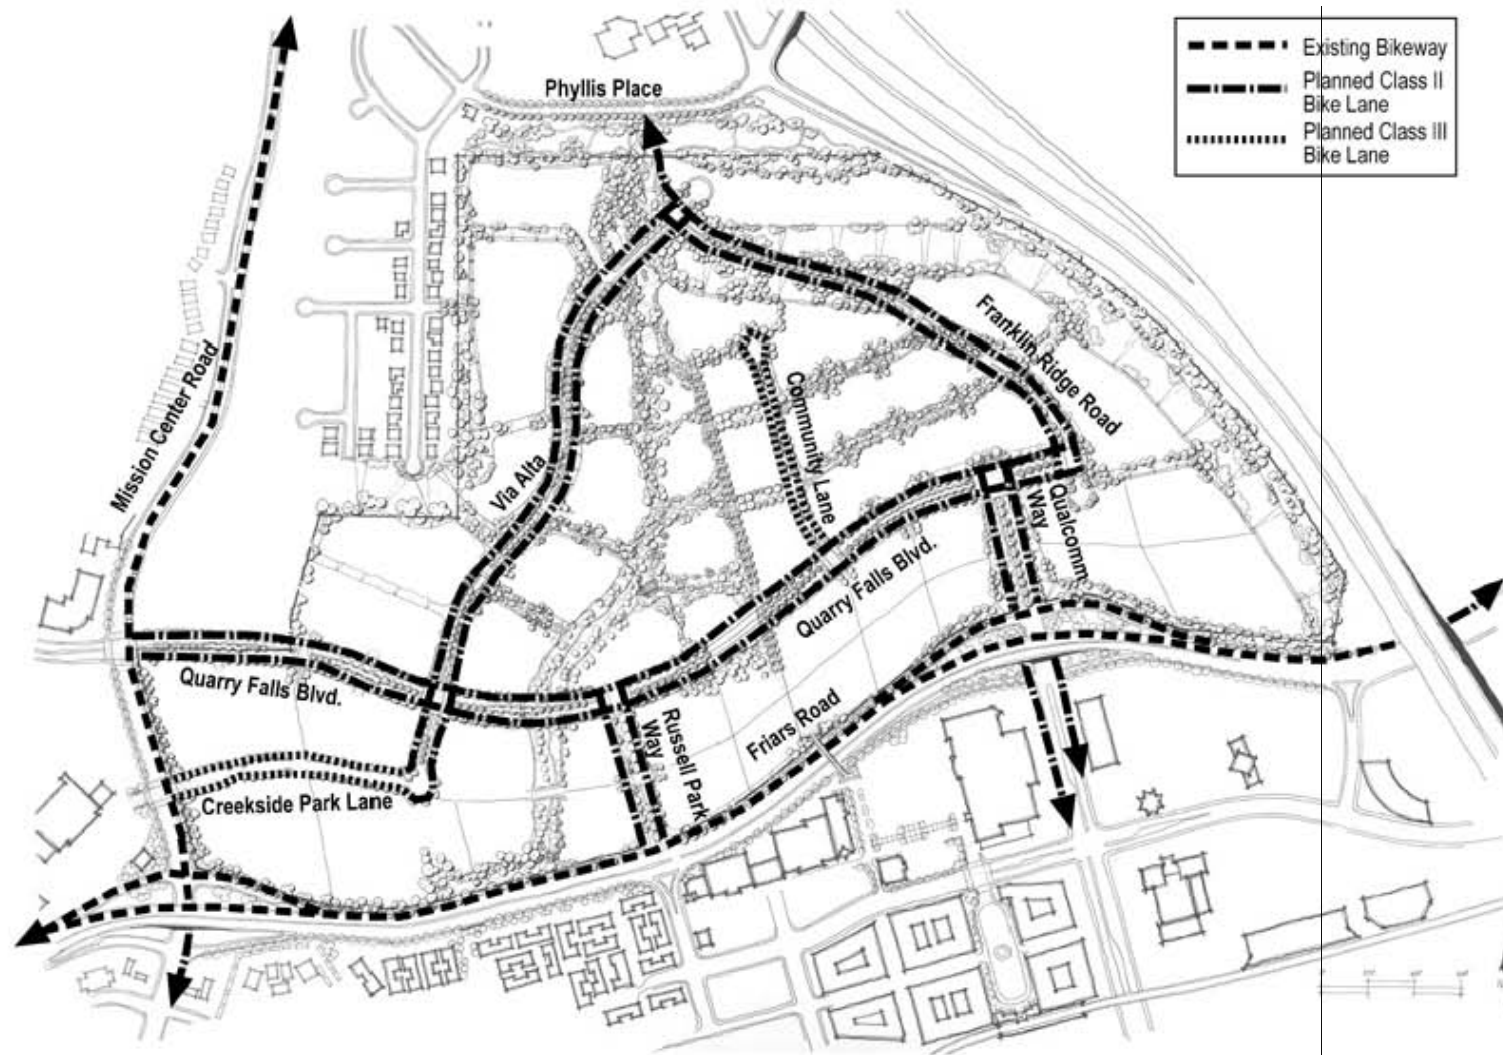 Existing Bikeway
Planned Class II
Bike Lane
Planned Class III
Bike Lane
Phyllis Place
Franklin Ridge Road
Mission Center Road
Community Lane
Via Alta
Qualcomm
Way
Quarry Falls Blvd.
Quarry Falls Blvd.
Russell Park
Way
Friars Road
Creekside Park Lane